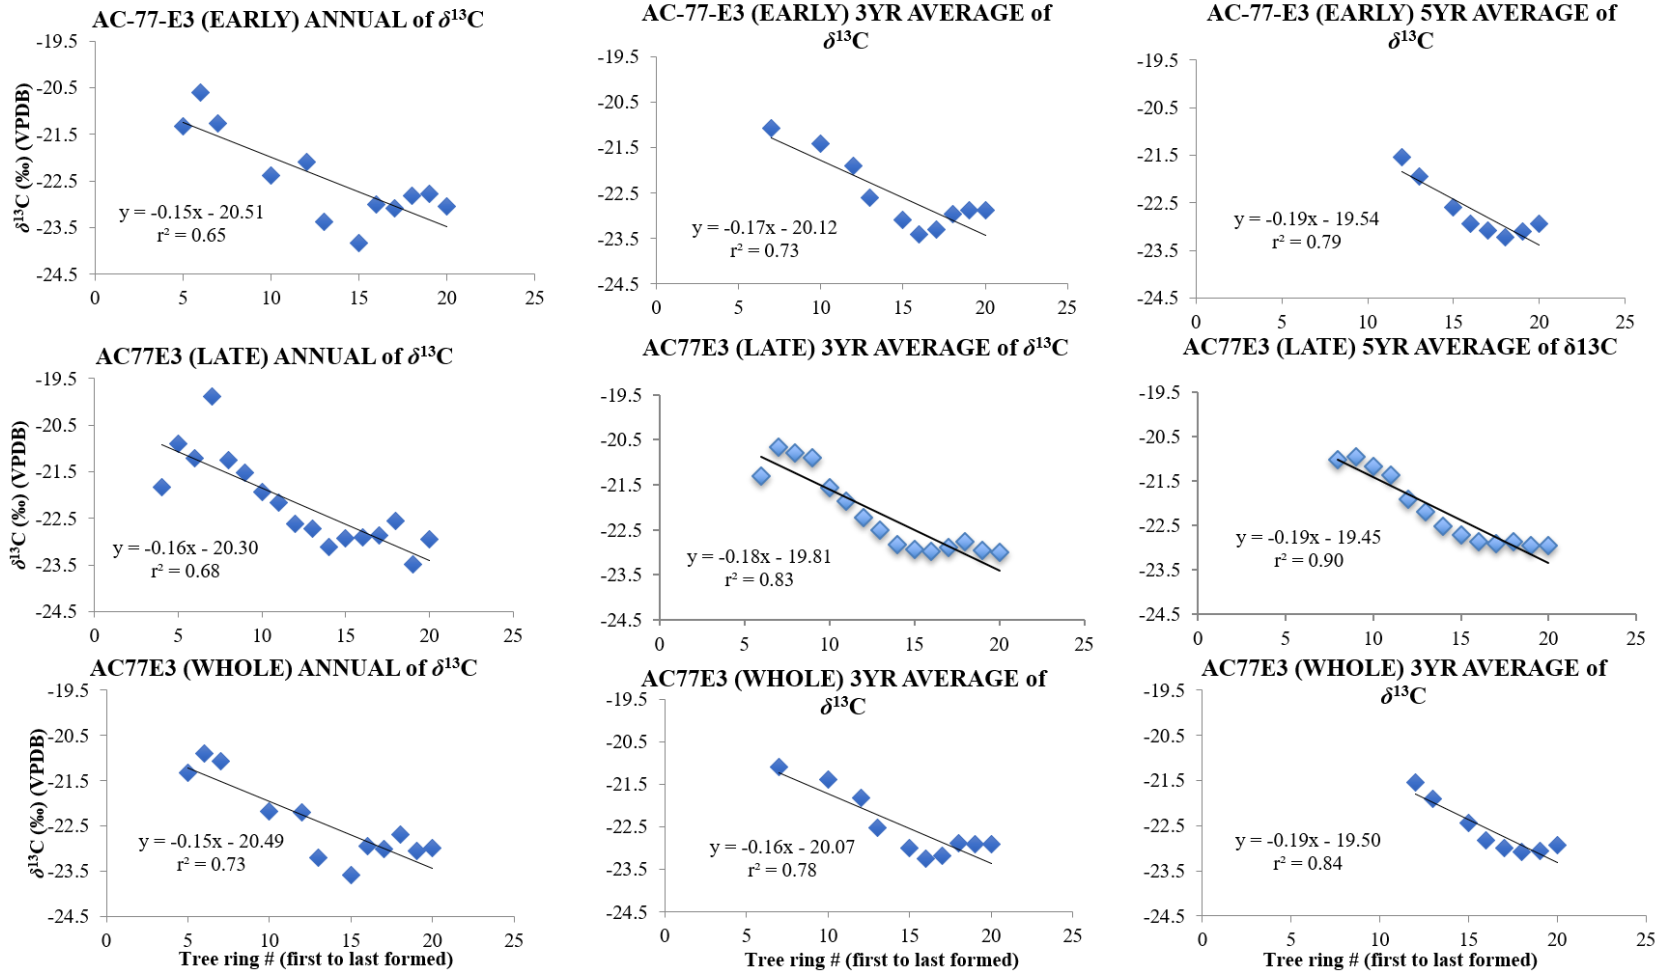 AC-77-E3 (EARLY) ANNUAL of δ¹³C
-19.5
-20.5
-21.5
-22.5
-23.5
-24.5
δ¹³C (‰) (VPDB)
y = -0.15x - 20.51
r² = 0.65
0 5 10 15 20 25
AC-77-E3 (EARLY) 3YR AVERAGE of
δ¹³C
-19.5
-20.5
-21.5
-22.5
-23.5
-24.5
y = -0.17x - 20.12
r² = 0.73
0 5 10 15 20 25
AC-77-E3 (EARLY) 5YR AVERAGE of
δ¹³C
-19.5
-20.5
-21.5
-22.5
-23.5
-24.5
y = -0.19x - 19.54
r² = 0.79
0 5 10 15 20 25
AC77E3 (LATE) ANNUAL of δ¹³C
-19.5
-20.5
-21.5
-22.5
-23.5
-24.5
δ¹³C (‰) (VPDB)
y = -0.16x - 20.30
r² = 0.68
0 5 10 15 20 25
AC77E3 (LATE) 3YR AVERAGE of δ¹³C
-19.5
-20.5
-21.5
-22.5
-23.5
-24.5
y = -0.18x - 19.81
r² = 0.83
0 5 10 15 20 25
AC77E3 (LATE) 5YR AVERAGE of δ13C
-19.5
-20.5
-21.5
-22.5
-23.5
-24.5
y = -0.19x - 19.45
r² = 0.90
0 5 10 15 20 25
AC77E3 (WHOLE) ANNUAL of δ¹³C
-19.5
-20.5
-21.5
-22.5
-23.5
-24.5
δ¹³C (‰) (VPDB)
y = -0.15x - 20.49
r² = 0.73
0 5 10 15 20 25
Tree ring # (first to last formed)
AC77E3 (WHOLE) 3YR AVERAGE of
δ¹³C
-19.5
-20.5
-21.5
-22.5
-23.5
-24.5
y = -0.16x - 20.07
r² = 0.78
0 5 10 15 20 25
Tree ring # (first to last formed)
AC77E3 (WHOLE) 3YR AVERAGE of
δ¹³C
-19.5
-20.5
-21.5
-22.5
-23.5
-24.5
y = -0.19x - 19.50
r² = 0.84
0 5 10 15 20 25
Tree ring # (first to last formed)